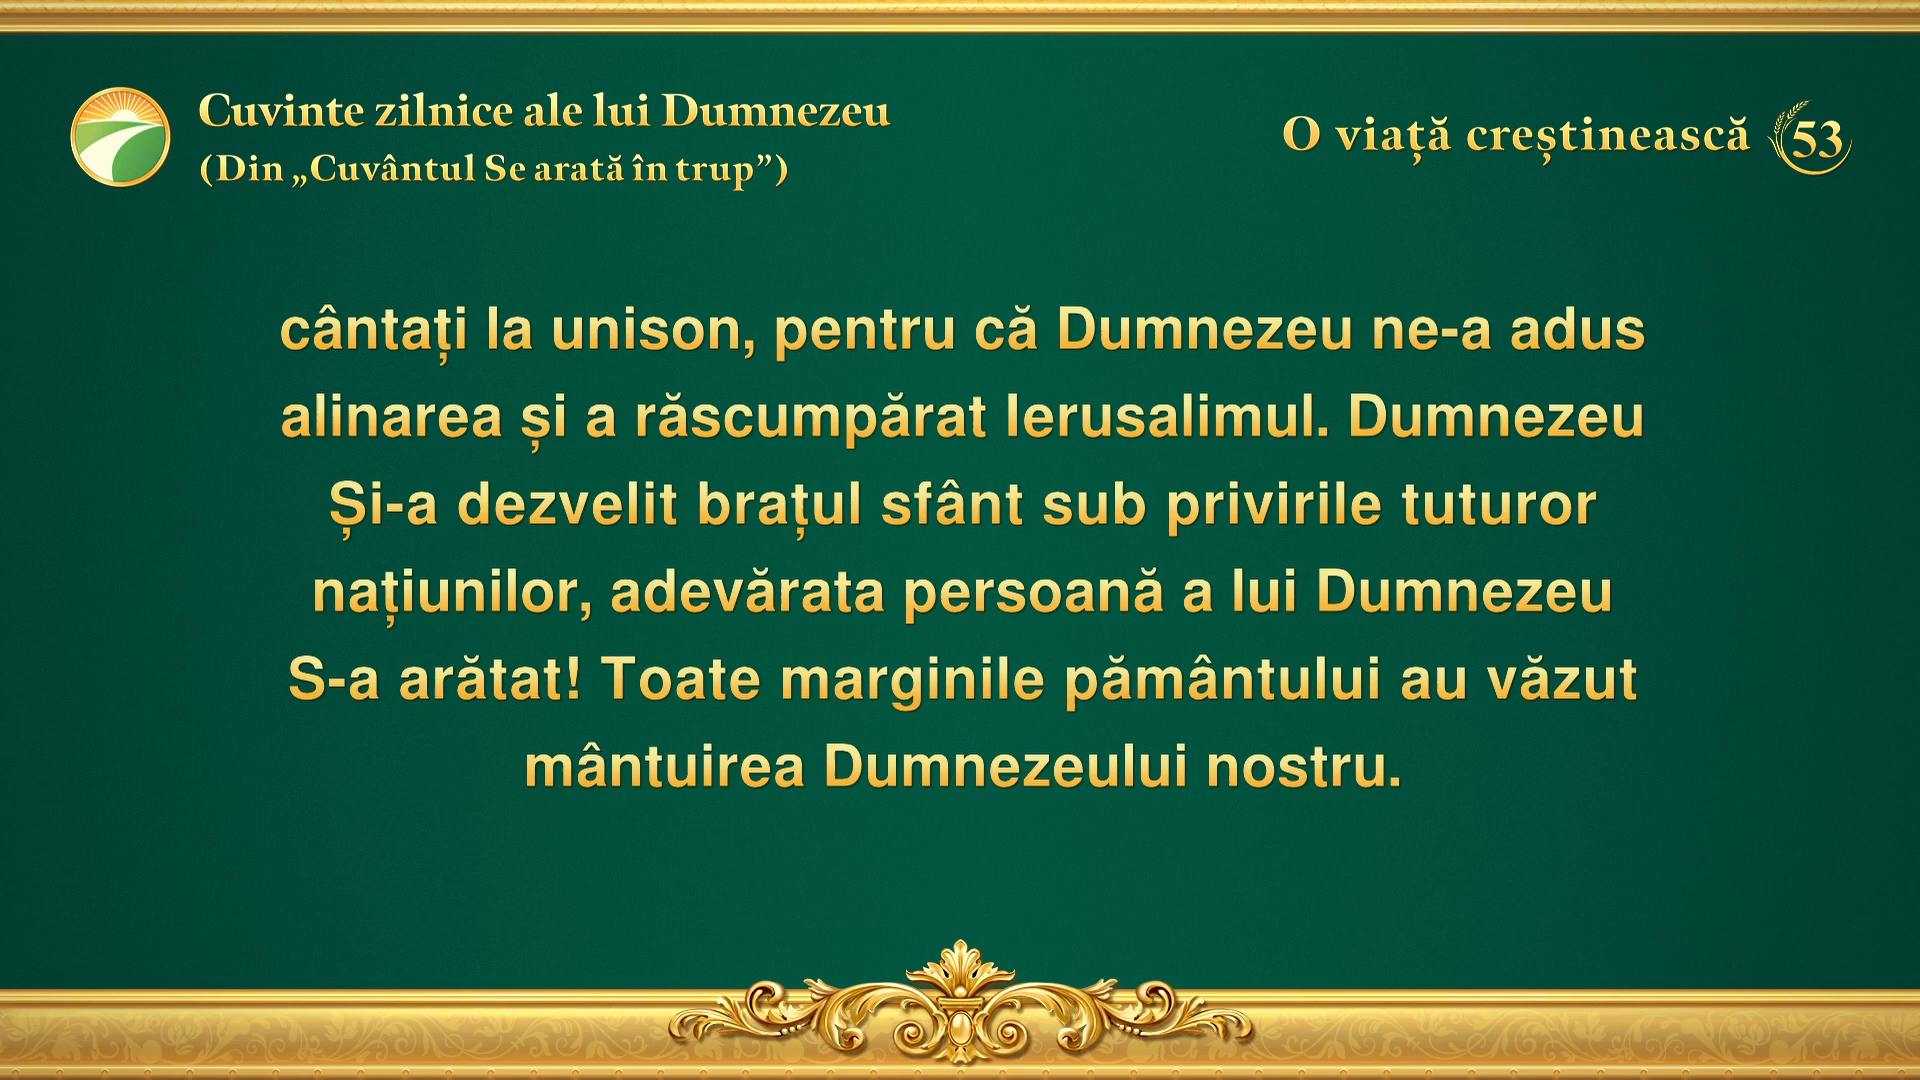 Cuvinte zilnice ale lui Dumnezeu
(Din „Cuvântul Se arată în trup”)
O viață creștinească 53
cântați la unison, pentru că Dumnezeu ne-a adus
alinarea și a răscumpărat Ierusalimul. Dumnezeu
Și-a dezvelit brațul sfânt sub privirile tuturor
națiunilor, adevărata persoană a lui Dumnezeu
S-a arătat! Toate marginile pământului au văzut
mântuirea Dumnezeului nostru.